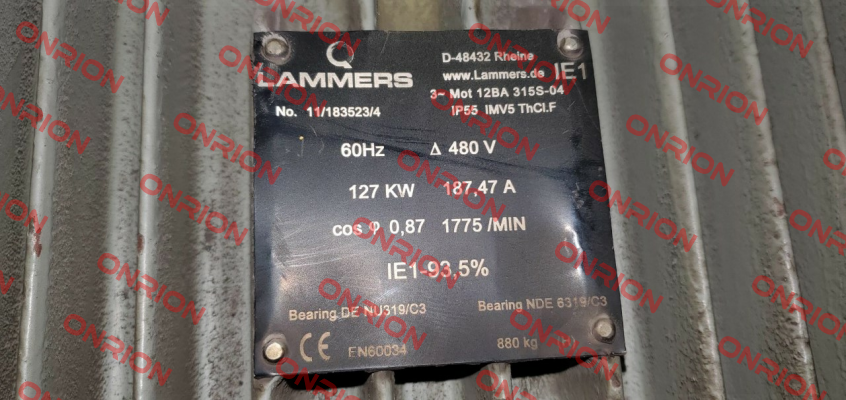 D-48432 Rheine
LAMMERS
www.Lammers.de IE1
3~ Mot 12BA 315S-04
No. 11/183523/4 IP55 IMV5 ThCl.F
60Hz Δ 480 V
127 KW 187,47 A
cos φ 0,87 1775 /MIN
IE1-93,5%
Bearing DE NU319/C3 Bearing NDE 6319/C3
CE EN60034 880 kg (H)
ONRION